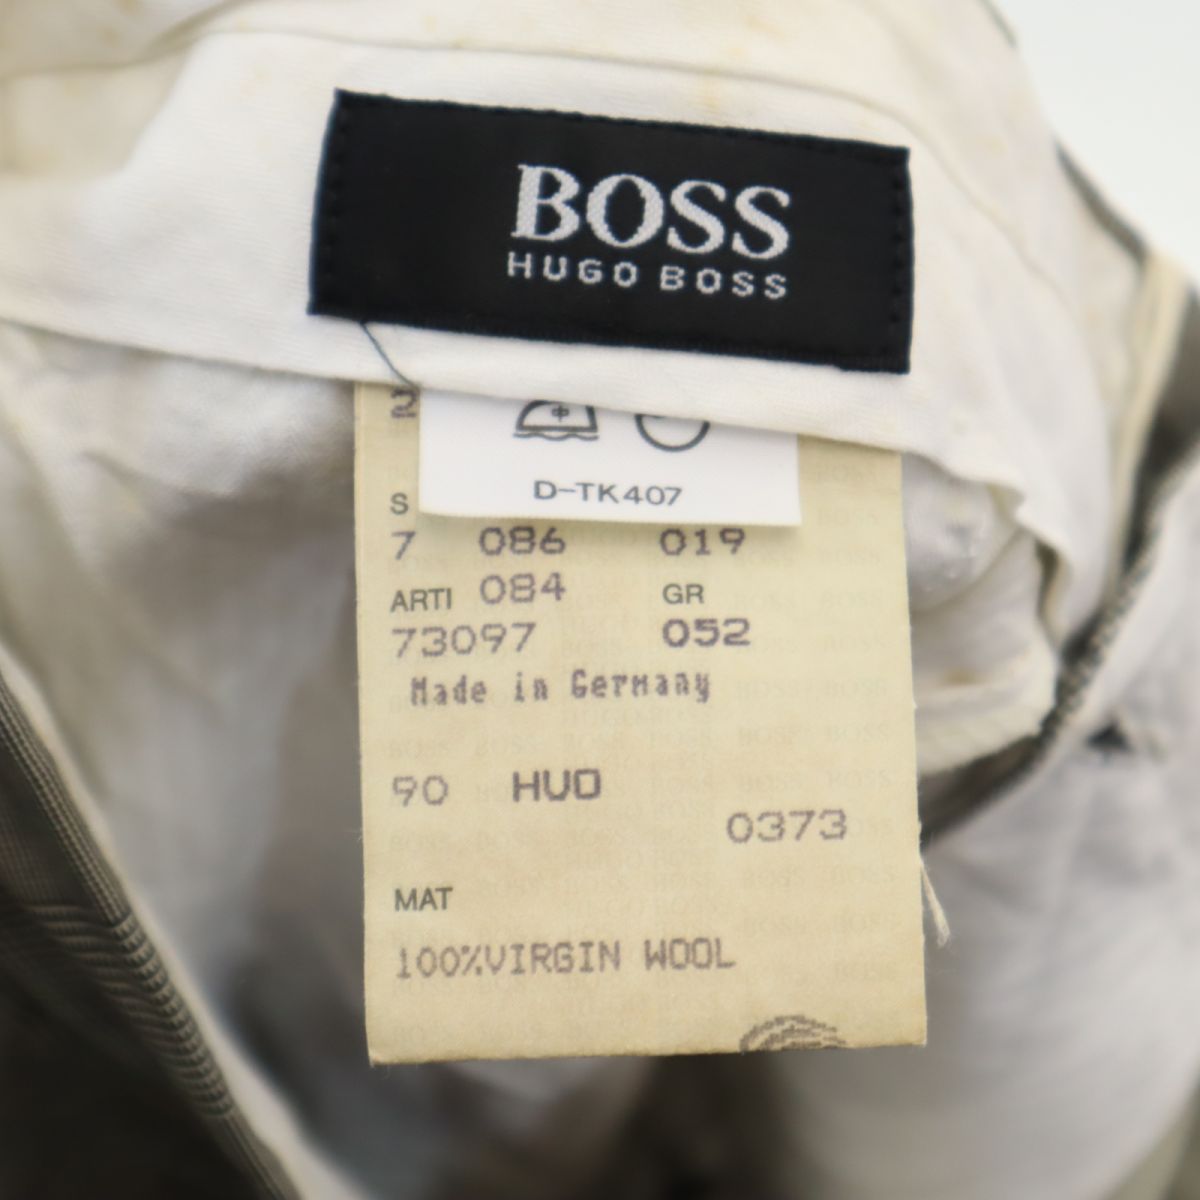 BOSS
HUGO BOSS
2
D-TK407
S
7 086 019
ARTI 084 GR
73097 052
Made in Germany
90 HUD
0373
MAT
100%VIRGIN WOOL